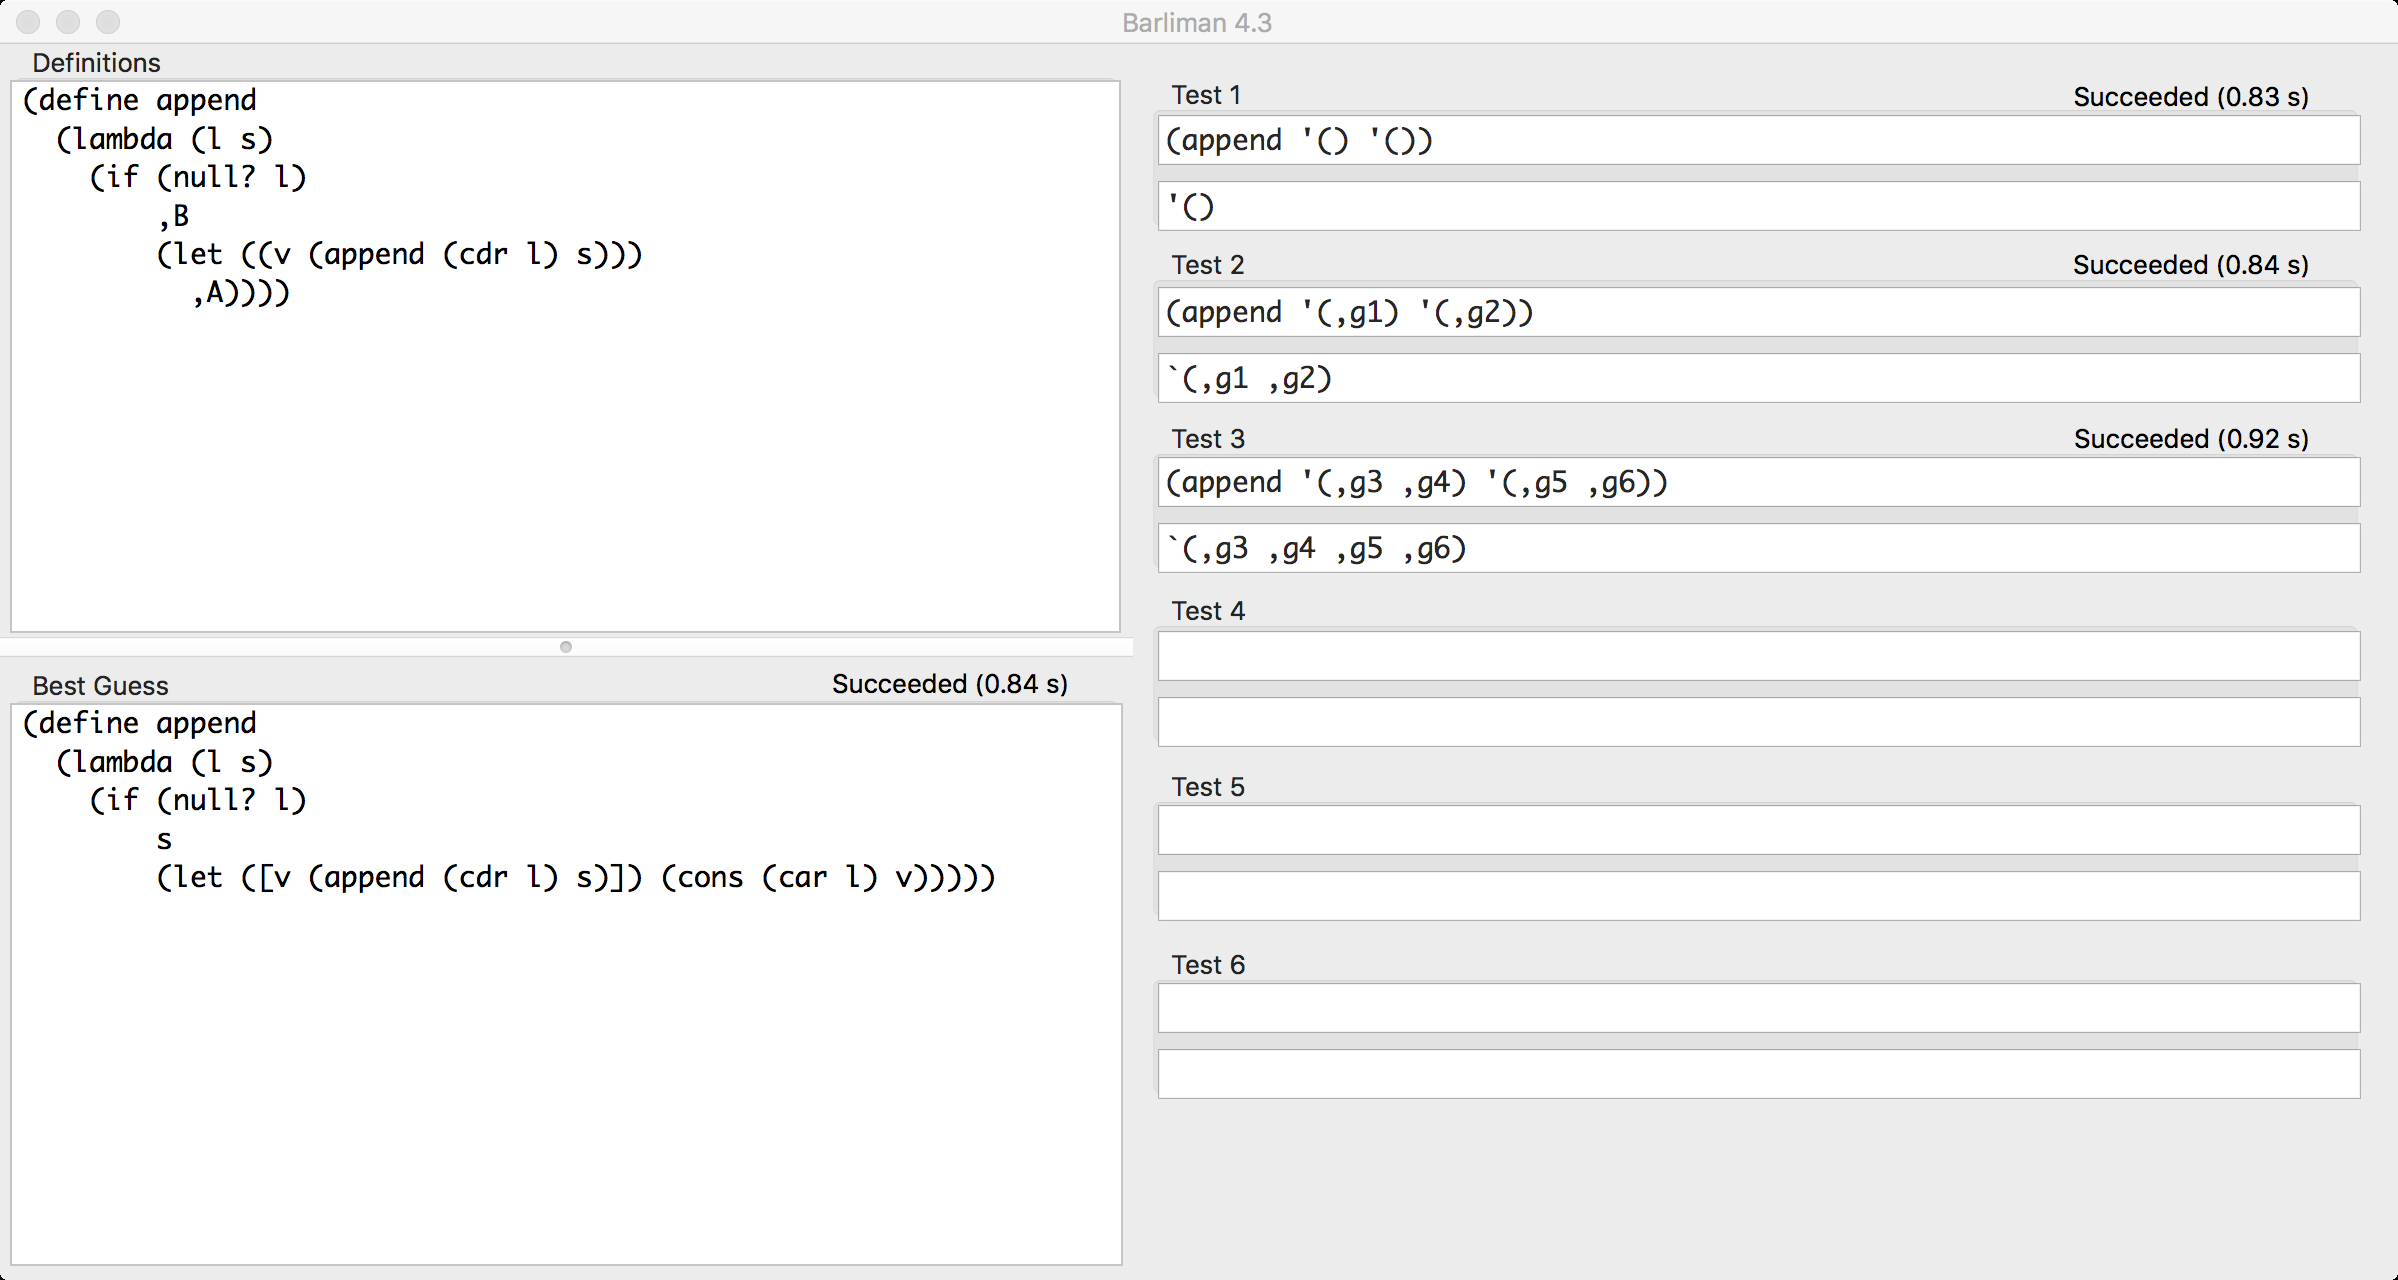 Barliman 4.3
Definitions
(define append
  (lambda (l s)
    (if (null? l)
        ,B
        (let ((v (append (cdr l) s)))
          ,A))))
Best Guess
Succeeded (0.84 s)
(define append
  (lambda (l s)
    (if (null? l)
        s
        (let ([v (append (cdr l) s)]) (cons (car l) v)))))
Test 1
Succeeded (0.83 s)
(append '() '())
'()
Test 2
Succeeded (0.84 s)
(append '(,g1) '(,g2))
`(,g1 ,g2)
Test 3
Succeeded (0.92 s)
(append '(,g3 ,g4) '(,g5 ,g6))
`(,g3 ,g4 ,g5 ,g6)
Test 4
Test 5
Test 6